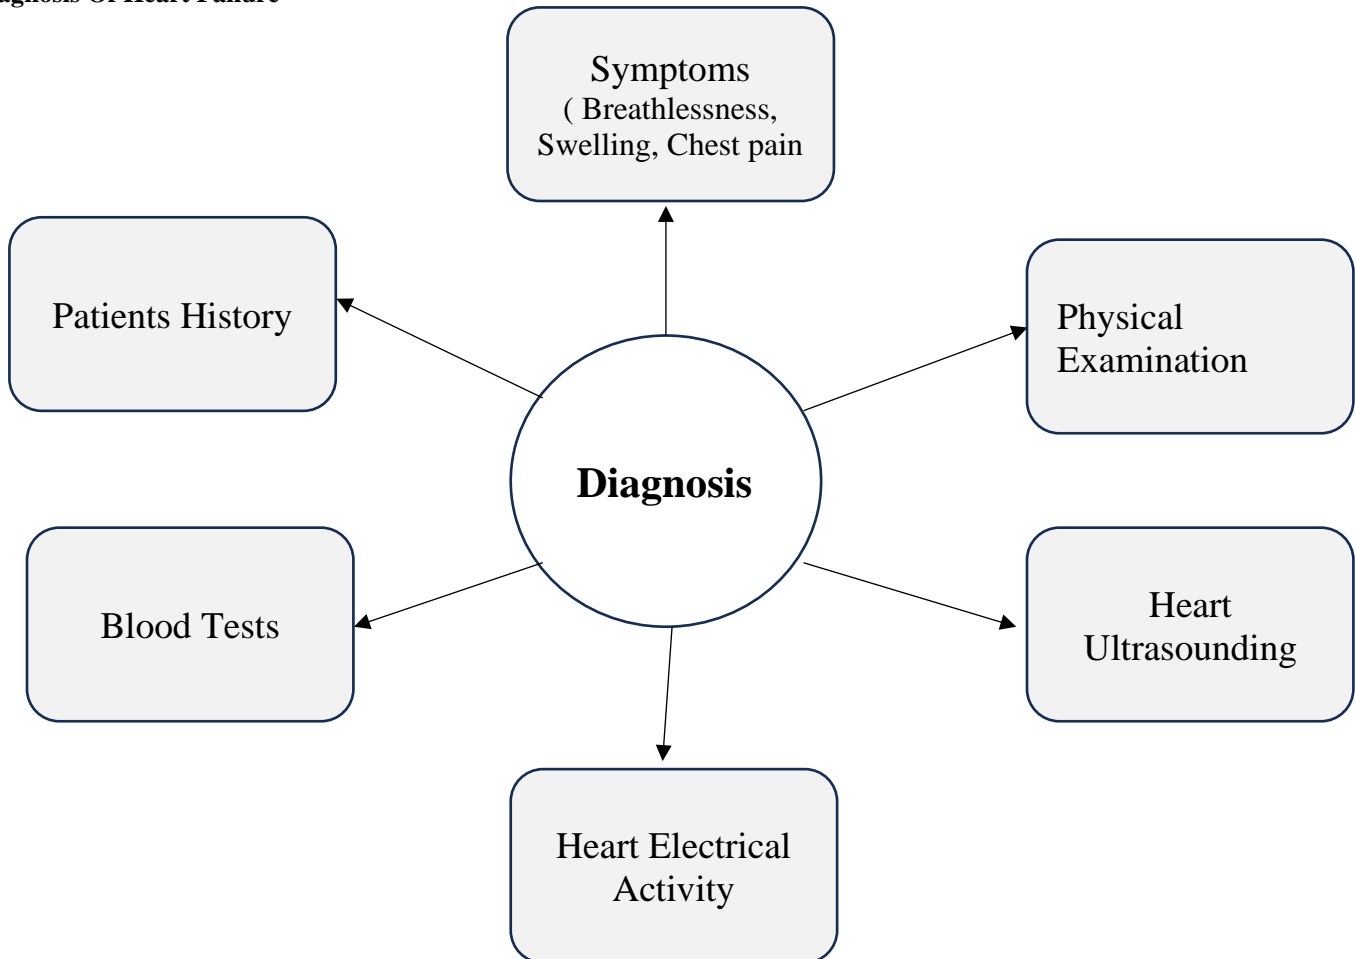 Symptoms
( Breathlessness,
Swelling, Chest pain
Patients History
Physical
Examination
Diagnosis
Blood Tests
Heart
Ultrasounding
Heart Electrical
Activity